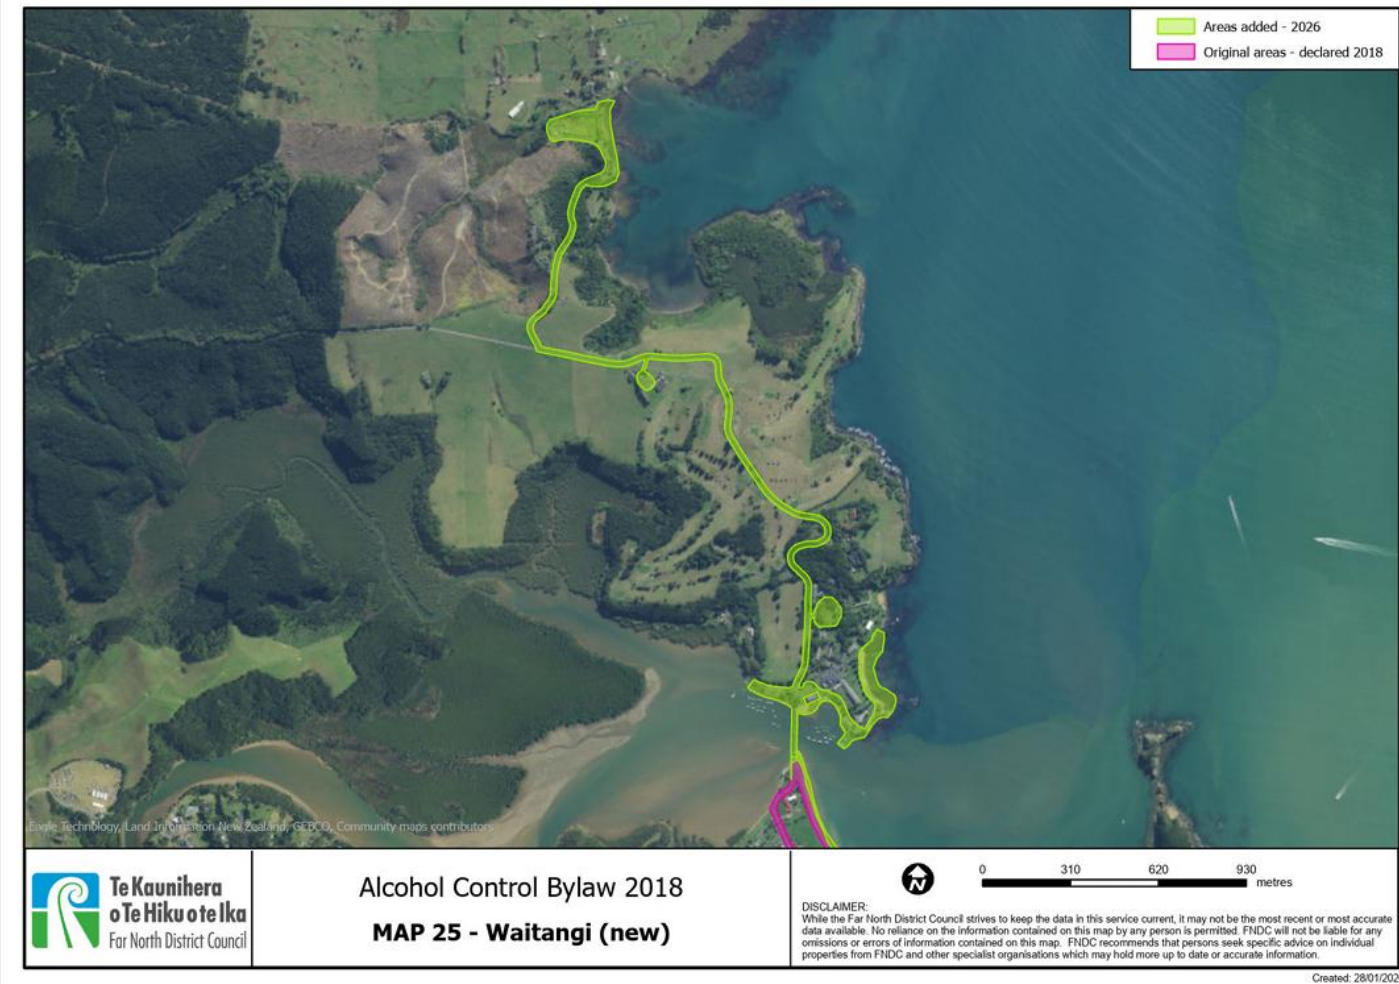 Areas added - 2026
Original areas - declared 2018
Eagle Technology, Land Information New Zealand, GEBCO, Community maps contributors
Te Kaunihera
o Te Hiku o te Ika
Far North District Council
Alcohol Control Bylaw 2018
MAP 25 - Waitangi (new)
N
0 310 620 930
metres
DISCLAIMER:
While the Far North District Council strives to keep the data in this service current, it may not be the most recent or most accurate
data available. No reliance on the information contained on this map by any person is permitted. FNDC will not be liable for any
omissions or errors of information contained on this map. FNDC recommends that persons seek specific advice on individual
properties from FNDC and other specialist organisations which may hold more up to date or accurate information.
Created: 28/01/202